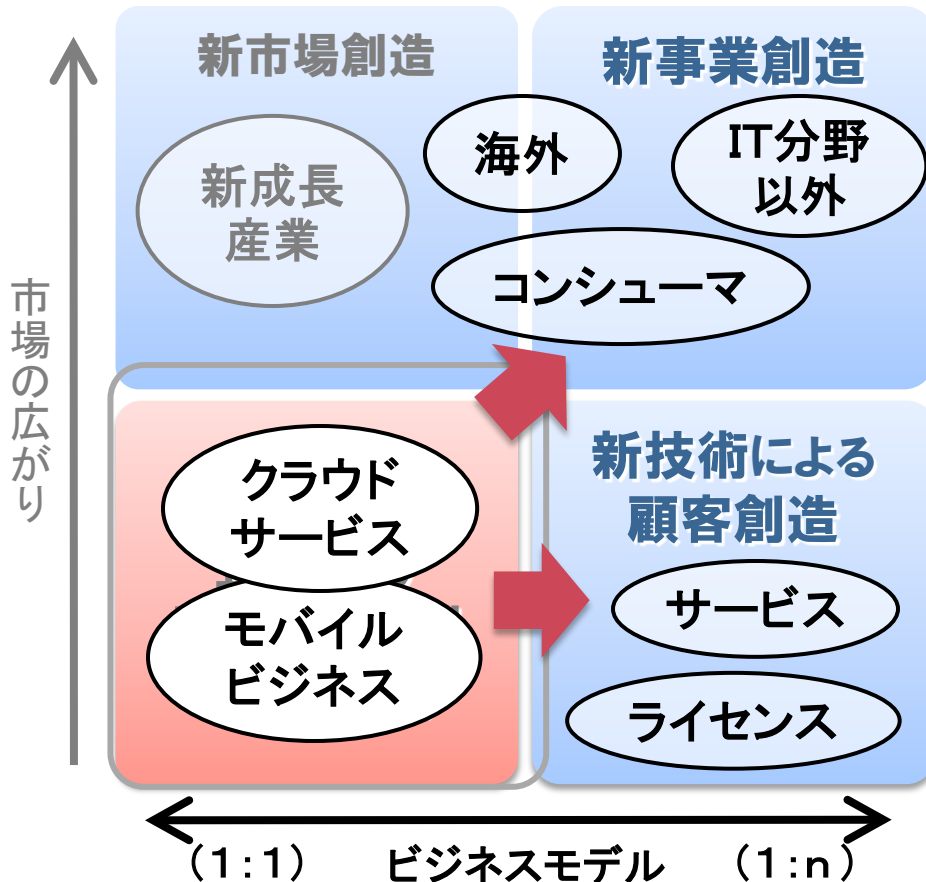 新市場創造
新事業創造
海外
IT分野
以外
新成長
産業
コンシューマ
市場の広がり
クラウド
サービス
モバイル
ビジネス
新技術による
顧客創造
サービス
ライセンス
(1:1) ビジネスモデル (1:n)